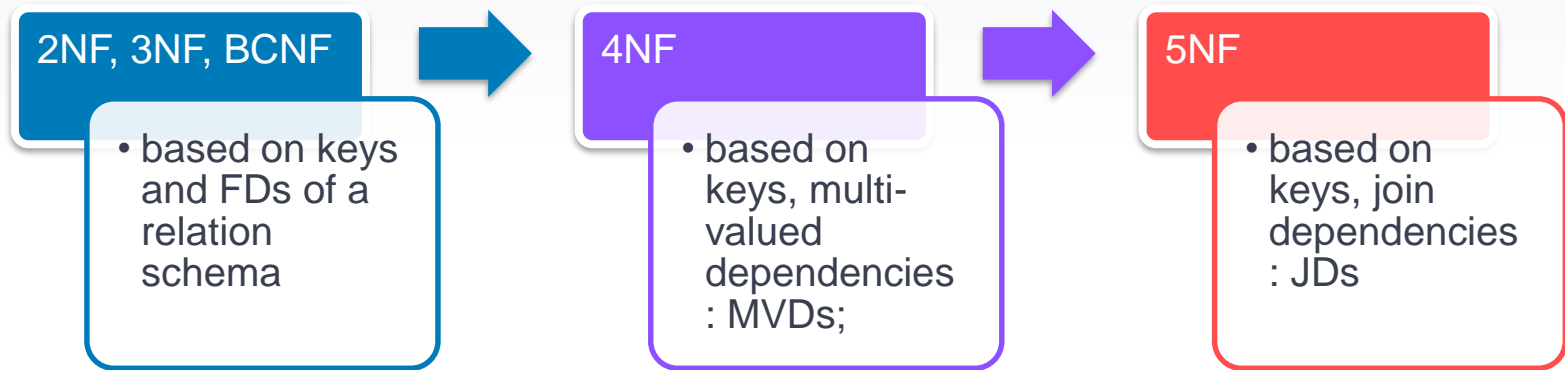 2NF, 3NF, BCNF
• based on keys
and FDs of a
relation
schema
4NF
• based on
keys, multi-
valued
dependencies
: MVDs;
5NF
• based on
keys, join
dependencies
: JDs